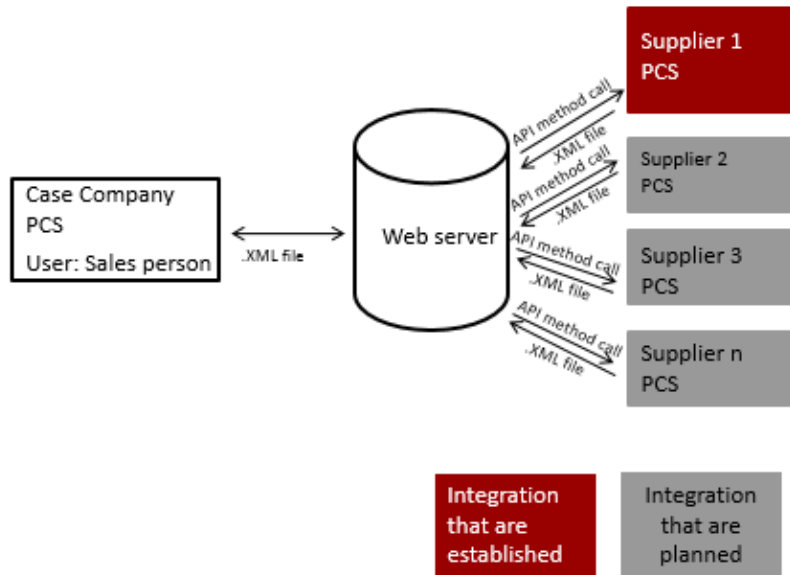 Supplier 1
PCS
API method call
.XML file
Supplier 2
PCS
API method call
.XML file
Case Company
PCS
User: Sales person
.XML file
Web server
API method call
.XML file
Supplier 3
PCS
API method call
.XML file
Supplier n
PCS
Integration
that are
established
Integration
that are
planned